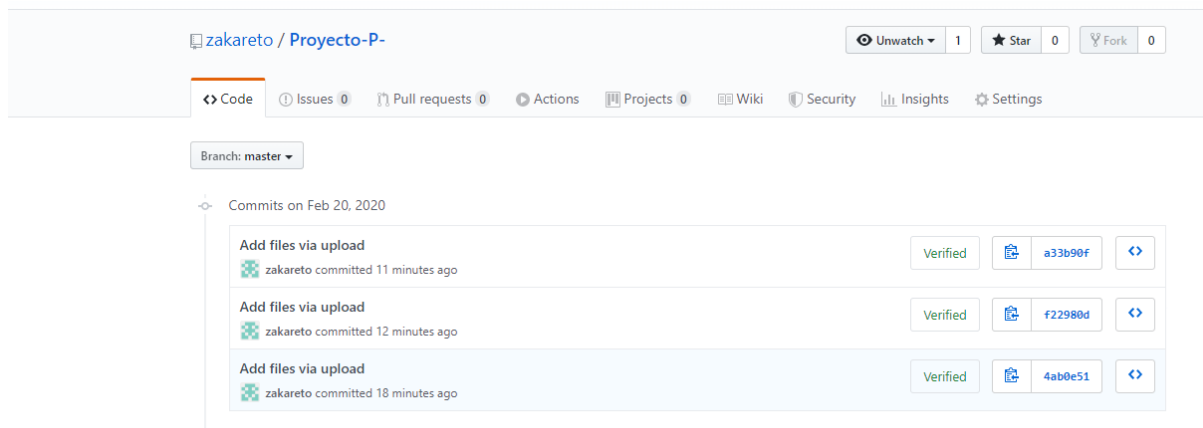 zakareto / Proyecto-P-
Unwatch 1 Star 0 Fork 0
Code Issues 0 Pull requests 0 Actions Projects 0 Wiki Security Insights Settings
Branch: master
Commits on Feb 20, 2020
Add files via upload
zakareto committed 11 minutes ago
Verified a33b90f
Add files via upload
zakareto committed 12 minutes ago
Verified f22980d
Add files via upload
zakareto committed 18 minutes ago
Verified 4ab0e51